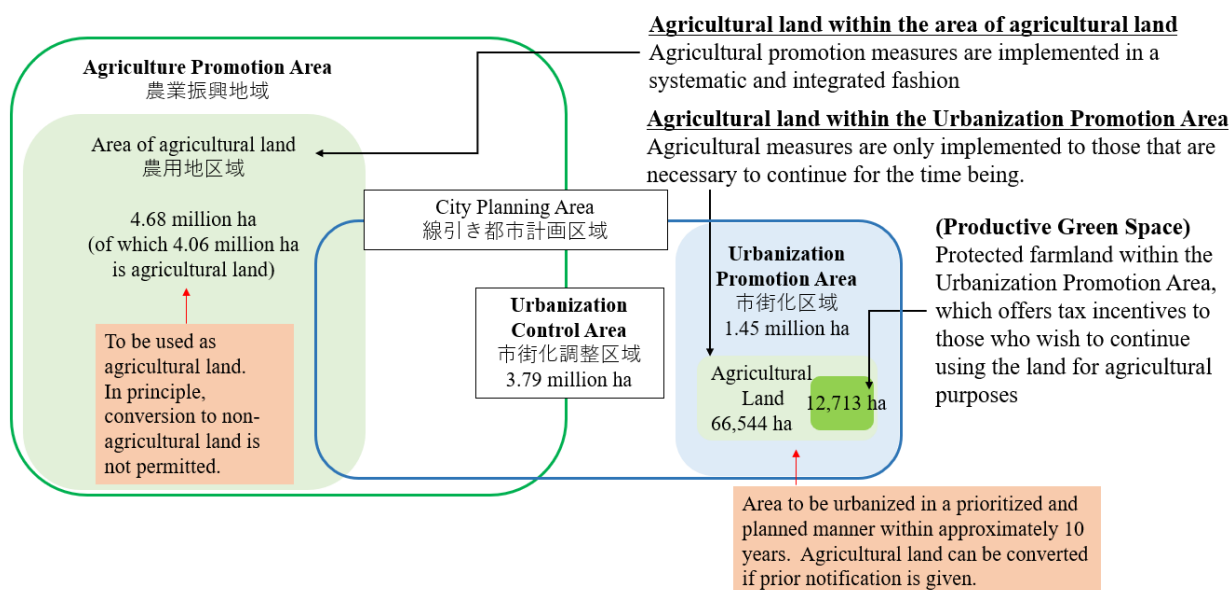 Agriculture Promotion Area
農業振興地域
Area of agricultural land
農用地区域
4.68 million ha
(of which 4.06 million ha
is agricultural land)
To be used as
agricultural land.
In principle,
conversion to non-
agricultural land is
not permitted.
City Planning Area
線引き都市計画区域
Urbanization
Control Area
市街化調整区域
3.79 million ha
Urbanization
Promotion Area
市街化区域
1.45 million ha
Agricultural
Land
66,544 ha
12,713 ha
Area to be urbanized in a prioritized and
planned manner within approximately 10
years.  Agricultural land can be converted
if prior notification is given.
Agricultural land within the area of agricultural land
Agricultural promotion measures are implemented in a
systematic and integrated fashion
Agricultural land within the Urbanization Promotion Area
Agricultural measures are only implemented to those that are
necessary to continue for the time being.
(Productive Green Space)
Protected farmland within the
Urbanization Promotion Area,
which offers tax incentives to
those who wish to continue
using the land for agricultural
purposes